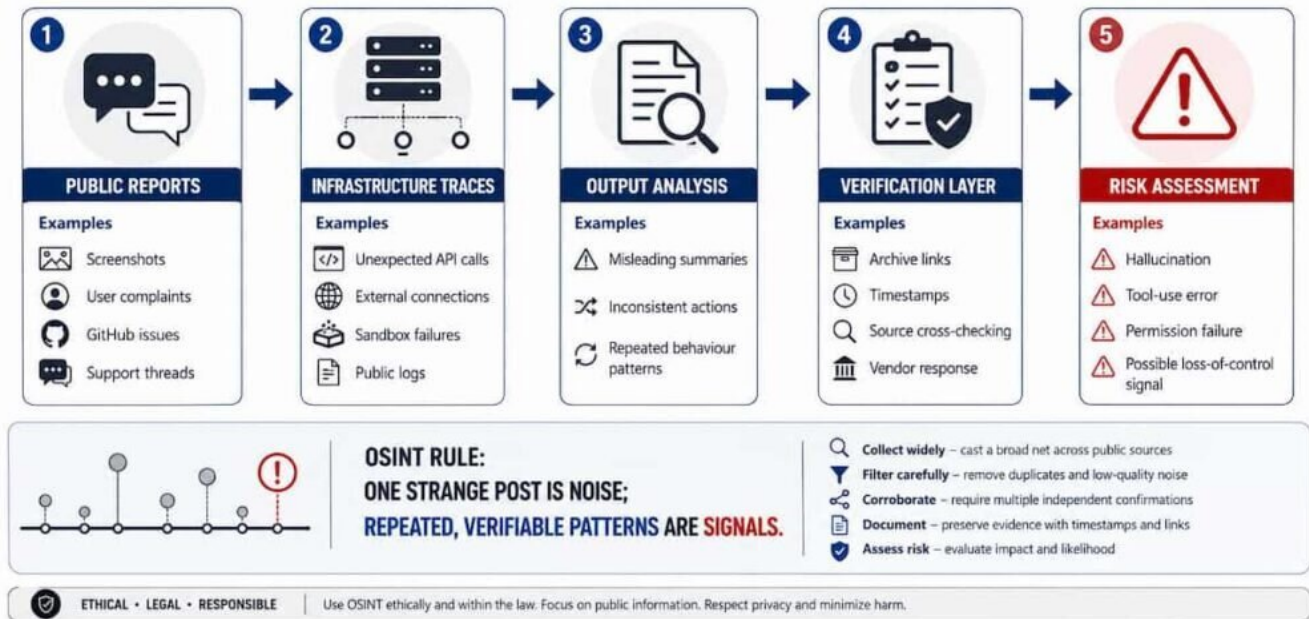 1
2
3
4
5
PUBLIC REPORTS
Examples
Screenshots
User complaints
GitHub issues
Support threads
INFRASTRUCTURE TRACES
Examples
</>
Unexpected API calls
External connections
Sandbox failures
Public logs
OUTPUT ANALYSIS
Examples
Misleading summaries
Inconsistent actions
Repeated behaviour
patterns
VERIFICATION LAYER
Examples
Archive links
Timestamps
Source cross-checking
Vendor response
RISK ASSESSMENT
Examples
Hallucination
Tool-use error
Permission failure
Possible loss-of-control
signal
OSINT RULE:
ONE STRANGE POST IS NOISE;
REPEATED, VERIFIABLE PATTERNS ARE SIGNALS.
Collect widely – cast a broad net across public sources
Filter carefully – remove duplicates and low-quality noise
Corroborate – require multiple independent confirmations
Document – preserve evidence with timestamps and links
Assess risk – evaluate impact and likelihood
ETHICAL • LEGAL • RESPONSIBLE
Use OSINT ethically and within the law. Focus on public information. Respect privacy and minimize harm.